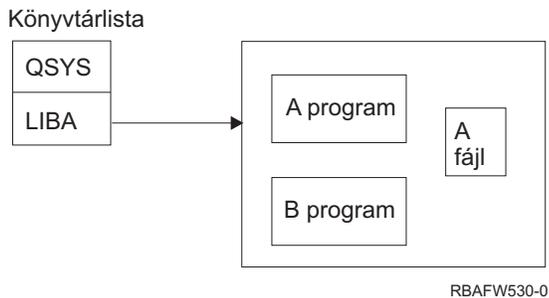 Könyvtárlista
QSYS
LIBA
A program
A
fájl
B program
RBAFW530-0